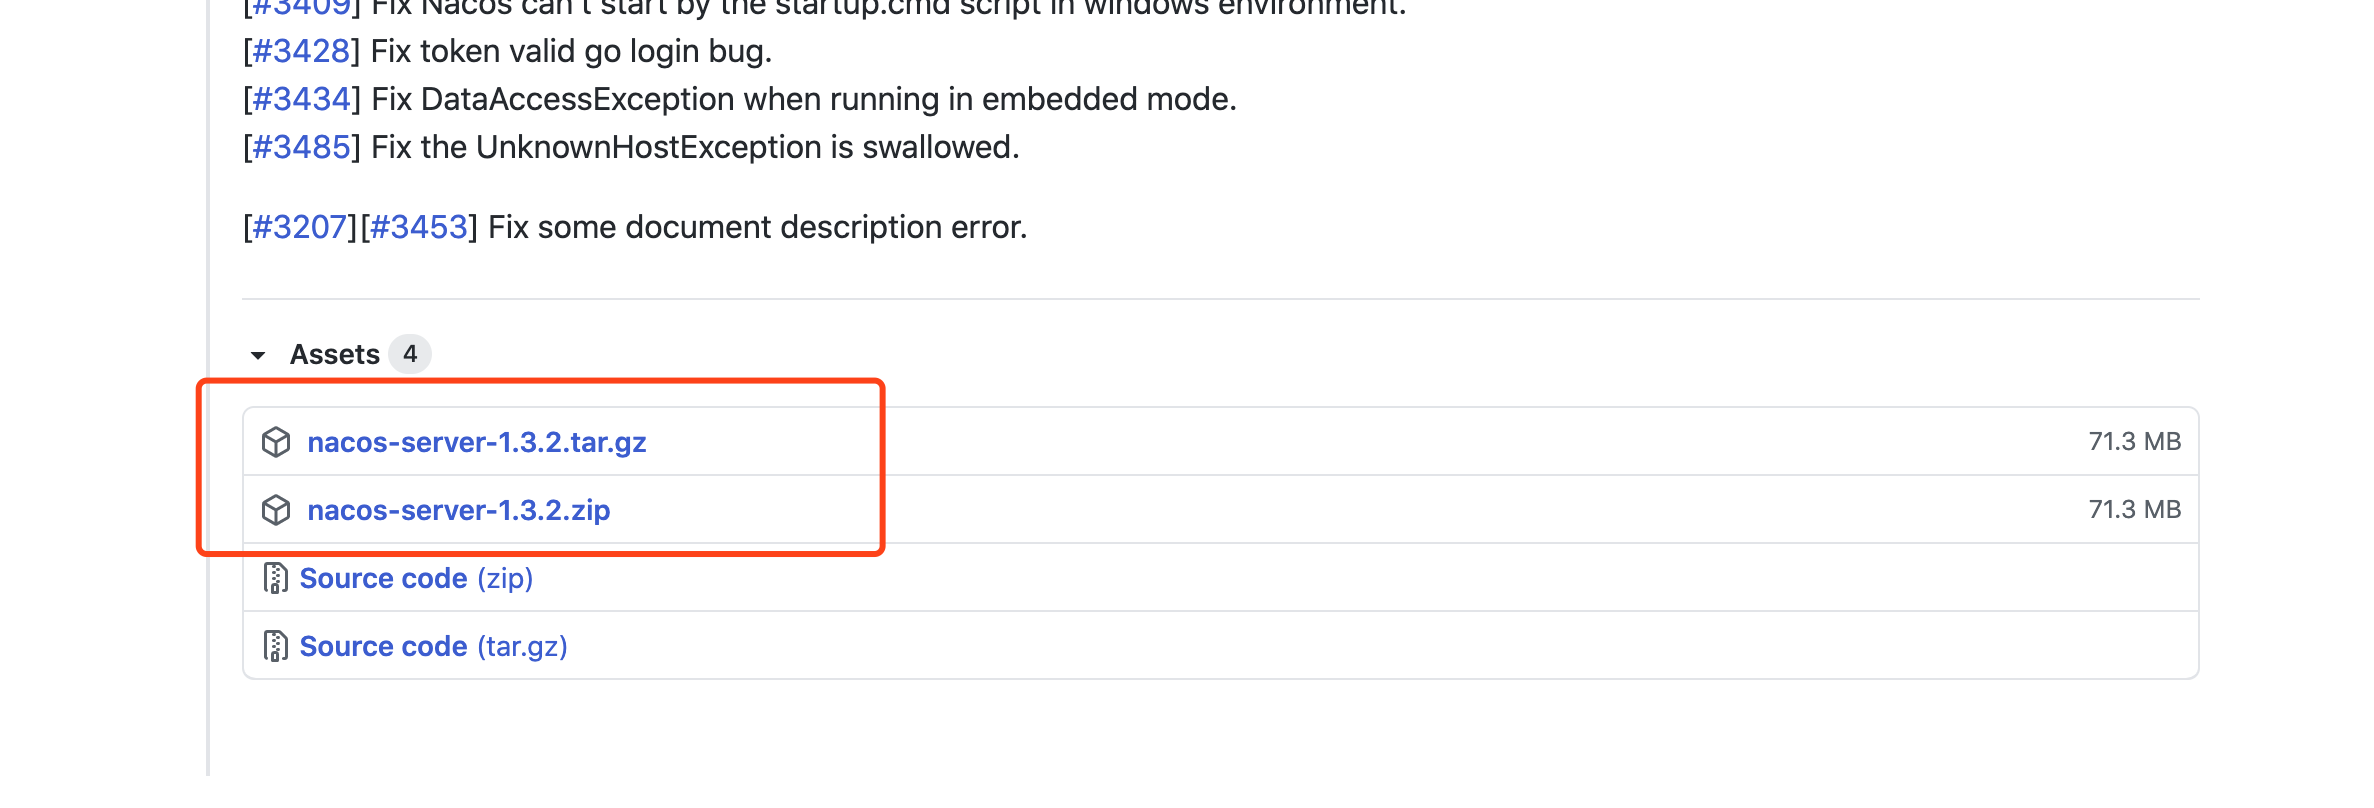 [#3409] Fix Nacos can't start by the startup.cmd script in windows environment.
[#3428] Fix token valid go login bug.
[#3434] Fix DataAccessException when running in embedded mode.
[#3485] Fix the UnknownHostException is swallowed.
[#3207][#3453] Fix some document description error.
Assets 4
nacos-server-1.3.2.tar.gz 71.3 MB
nacos-server-1.3.2.zip 71.3 MB
Source code (zip)
Source code (tar.gz)